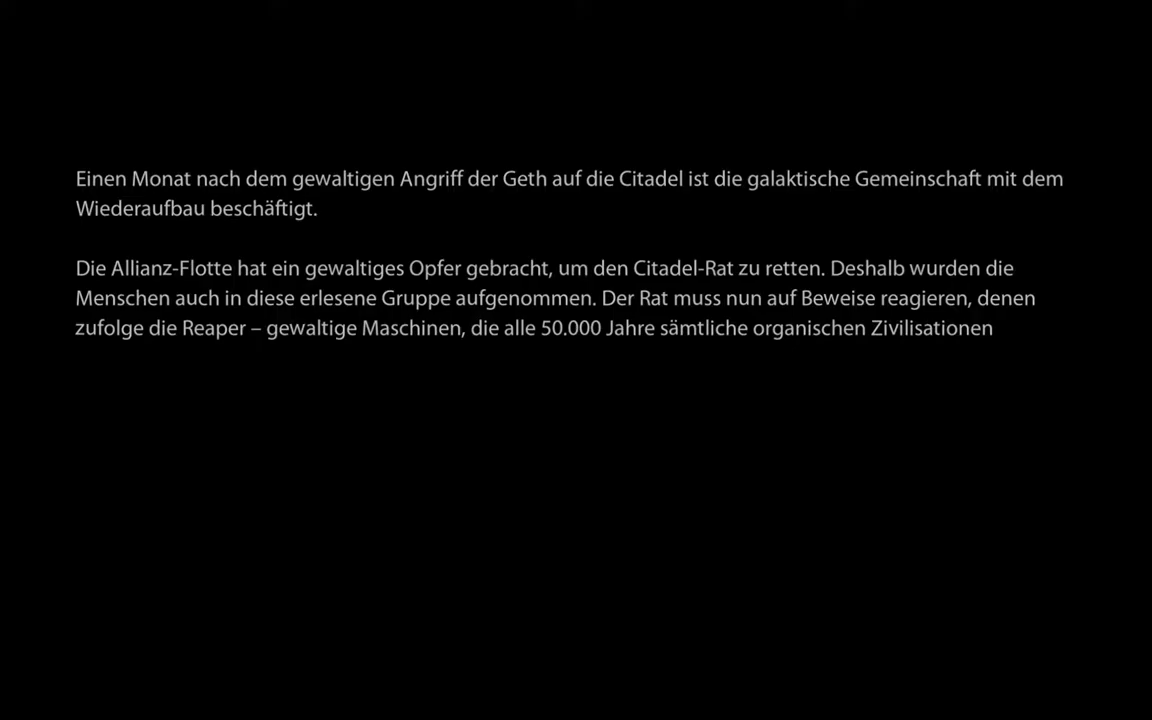 Einen Monat nach dem gewaltigen Angriff der Geth auf die Citadel ist die galaktische Gemeinschaft mit dem
Wiederaufbau beschäftigt.
Die Allianz-Flotte hat ein gewaltiges Opfer gebracht, um den Citadel-Rat zu retten. Deshalb wurden die
Menschen auch in diese erlesene Gruppe aufgenommen. Der Rat muss nun auf Beweise reagieren, denen
zufolge die Reaper – gewaltige Maschinen, die alle 50.000 Jahre sämtliche organischen Zivilisationen